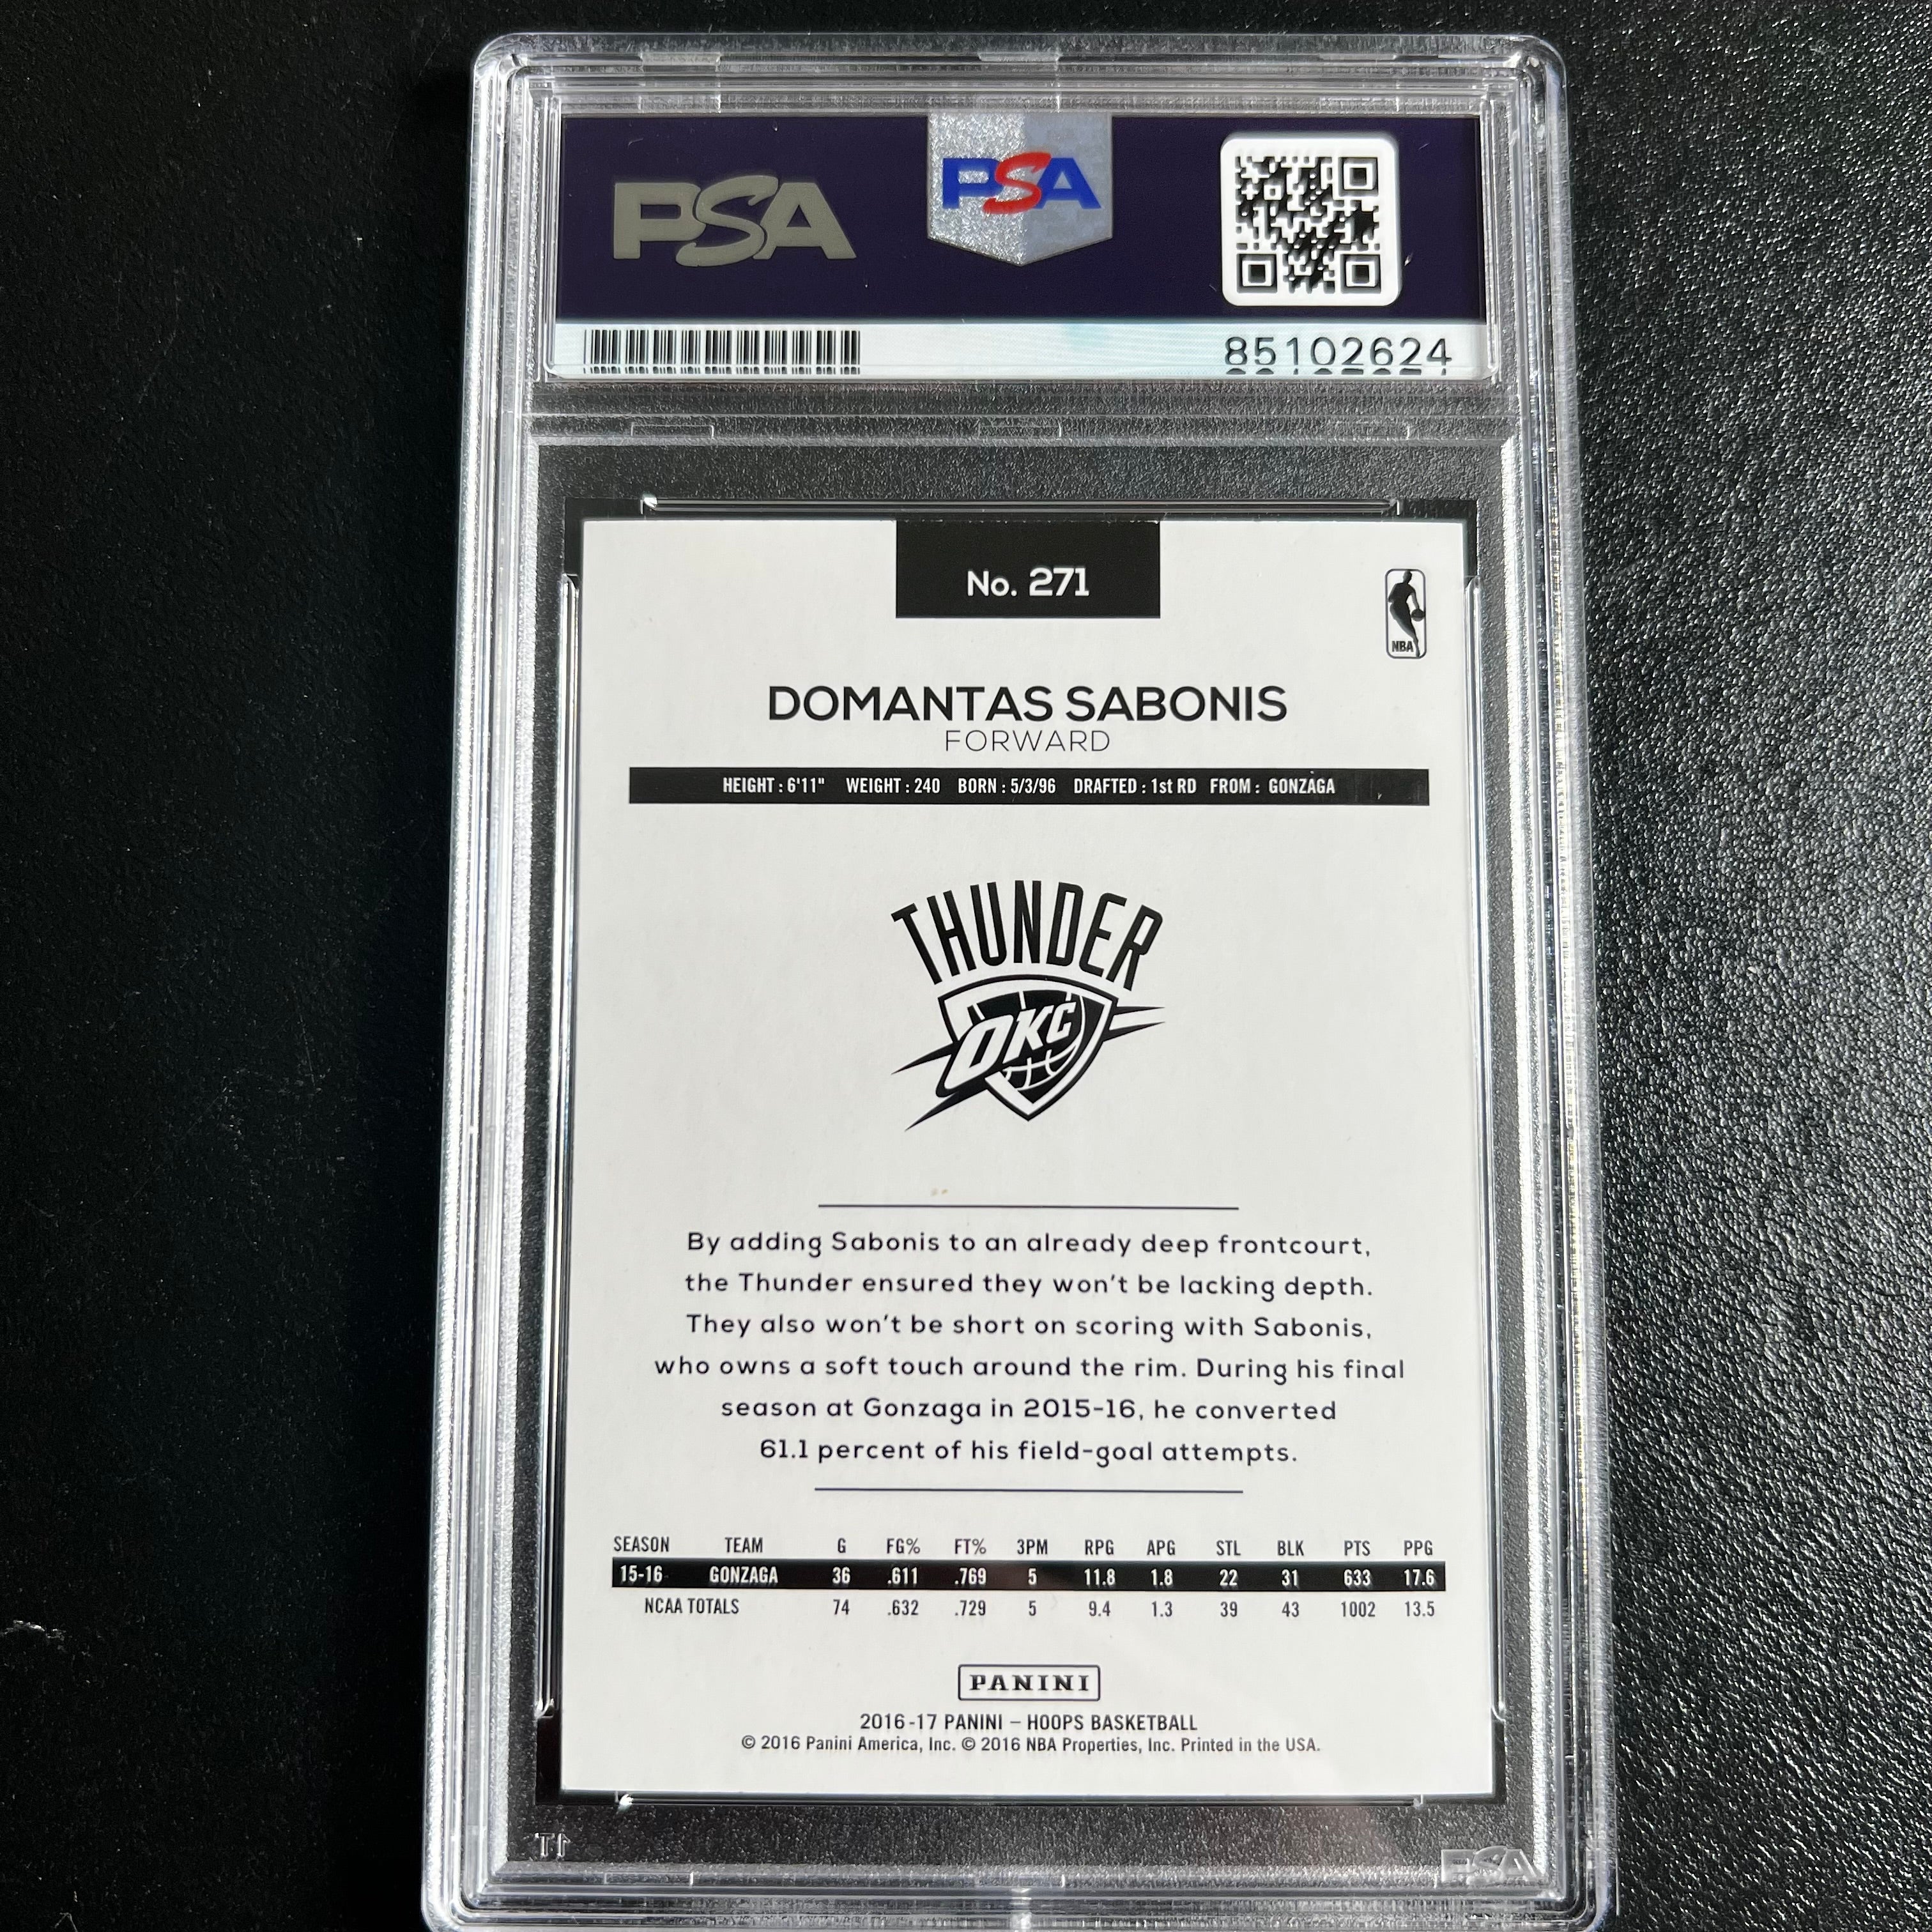 PSA
PSA
85102624
No. 271
NBA
DOMANTAS SABONIS
FORWARD
HEIGHT : 6'11" WEIGHT : 240 BORN : 5/3/96 DRAFTED : 1st RD FROM : GONZAGA
THUNDER
OKC
By adding Sabonis to an already deep frontcourt,
the Thunder ensured they won't be lacking depth.
They also won't be short on scoring with Sabonis,
who owns a soft touch around the rim. During his final
season at Gonzaga in 2015-16, he converted
61.1 percent of his field-goal attempts.
SEASON TEAM G FG% FT% 3PM RPG APG STL BLK PTS PPG
15-16 GONZAGA 36 .611 .769 5 11.8 1.8 22 31 633 17.6
NCAA TOTALS 74 .632 .729 5 9.4 1.3 39 43 1002 13.5
PANINI
2016-17 PANINI – HOOPS BASKETBALL
© 2016 Panini America, Inc. © 2016 NBA Properties, Inc. Printed in the USA.
PSA